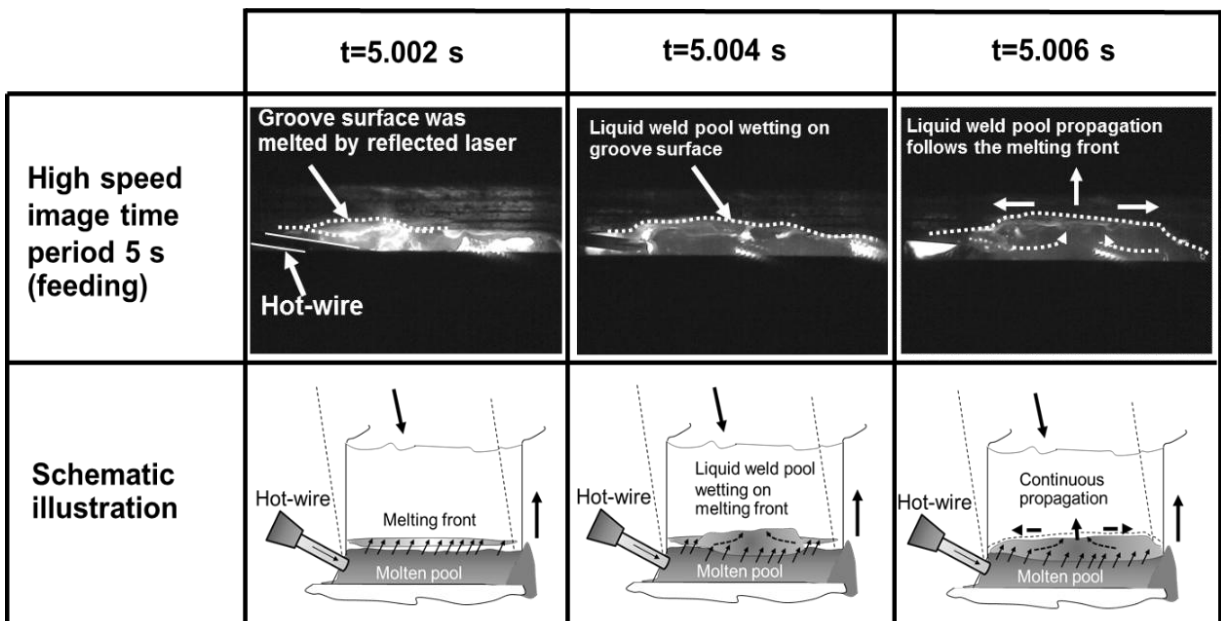 t=5.002 s
t=5.004 s
t=5.006 s
High speed
image time
period 5 s
(feeding)
Groove surface was
melted by reflected laser
Hot-wire
Liquid weld pool wetting on
groove surface
Liquid weld pool propagation
follows the melting front
Schematic
illustration
Hot-wire
Melting front
Molten pool
Hot-wire
Liquid weld pool
wetting on
melting front
Molten pool
Hot-wire
Continuous
propagation
Molten pool